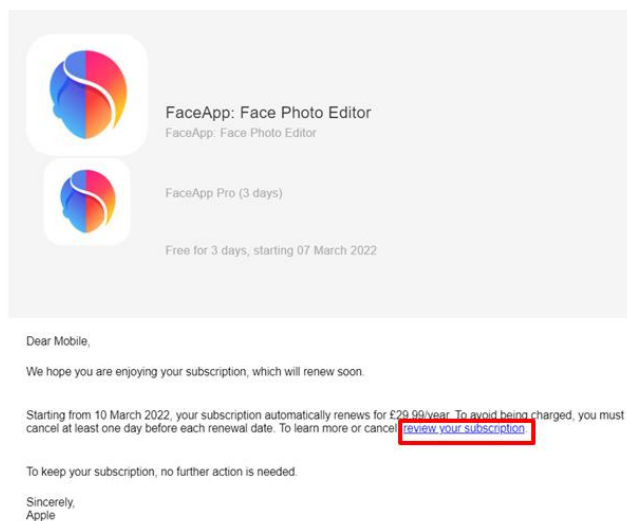 FaceApp: Face Photo Editor
FaceApp: Face Photo Editor
FaceApp Pro (3 days)
Free for 3 days, starting 07 March 2022
Dear Mobile,
We hope you are enjoying your subscription, which will renew soon.
Starting from 10 March 2022, your subscription automatically renews for £29.99/year. To avoid being charged, you must
cancel at least one day before each renewal date. To learn more or cancel, review your subscription.
To keep your subscription, no further action is needed.
Sincerely,
Apple